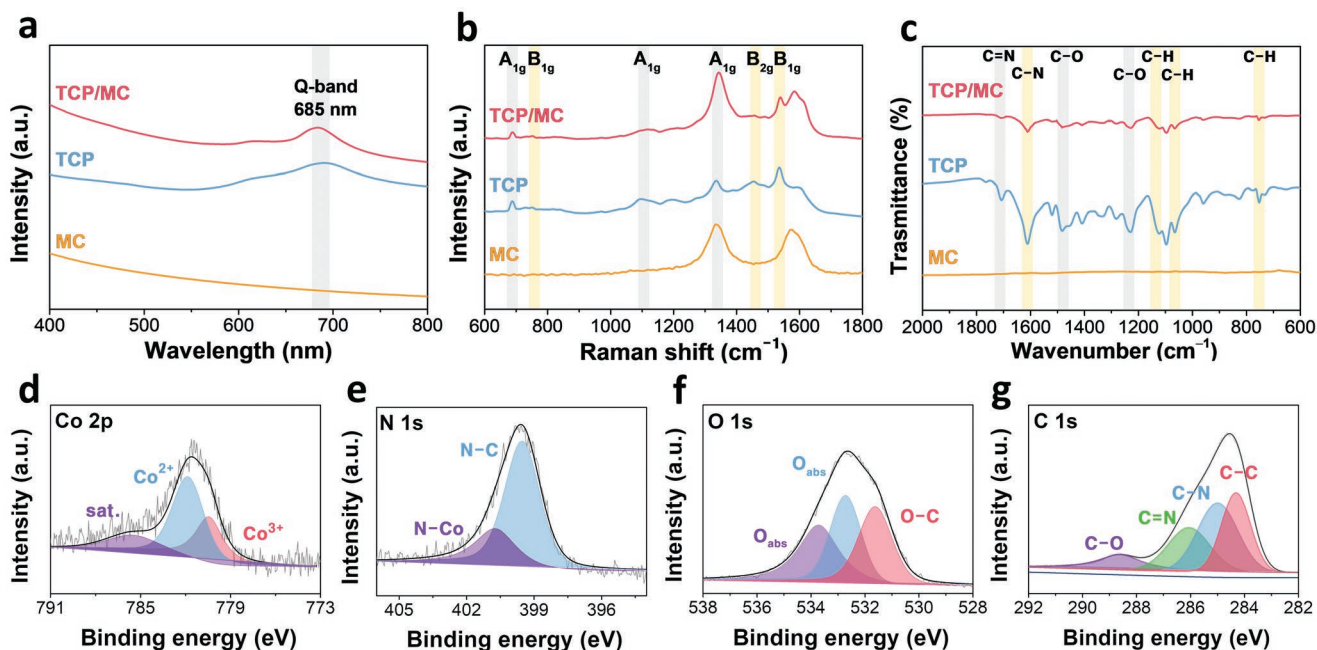 a
Intensity (a.u.)
TCP/MC
TCP
MC
Q-band
685 nm
400 500 600 700 800
Wavelength (nm)
b
Intensity (a.u.)
A1g B1g A1g A1g B2g B1g
TCP/MC
TCP
MC
600 800 1000 1200 1400 1600 1800
Raman shift (cm⁻¹)
c
Trasmittance (%)
C=N C−O C−H C−H
C−N C−O C−H
TCP/MC
TCP
MC
2000 1800 1600 1400 1200 1000 800 600
Wavenumber (cm⁻¹)
d
Co 2p
Intensity (a.u.)
Co²⁺
sat.
Co³⁺
791 785 779 773
Binding energy (eV)
e
N 1s
Intensity (a.u.)
N−C
N−Co
405 402 399 396
Binding energy (eV)
f
O 1s
Intensity (a.u.)
Oabs
Oabs
O−C
538 536 534 532 530 528
Binding energy (eV)
g
C 1s
Intensity (a.u.)
C−C
C−N
C=N
C−O
292 290 288 286 284 282
Binding energy (eV)